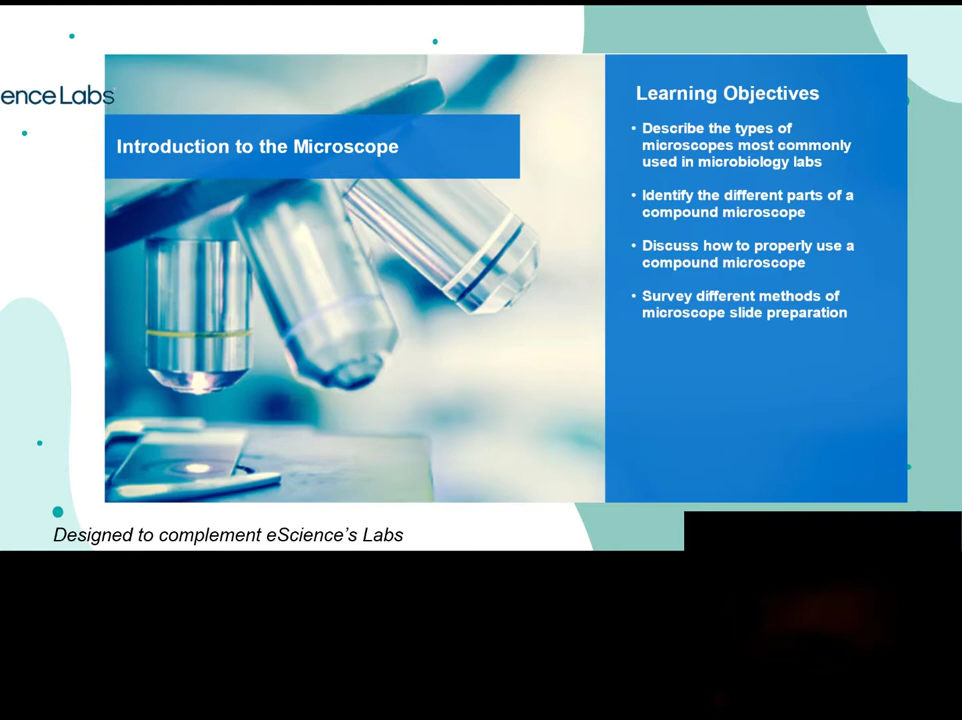 ence Labs
Introduction to the Microscope
Learning Objectives
• Describe the types of
microscopes most commonly
used in microbiology labs
• Identify the different parts of a
compound microscope
• Discuss how to properly use a
compound microscope
• Survey different methods of
microscope slide preparation
Designed to complement eScience's Labs